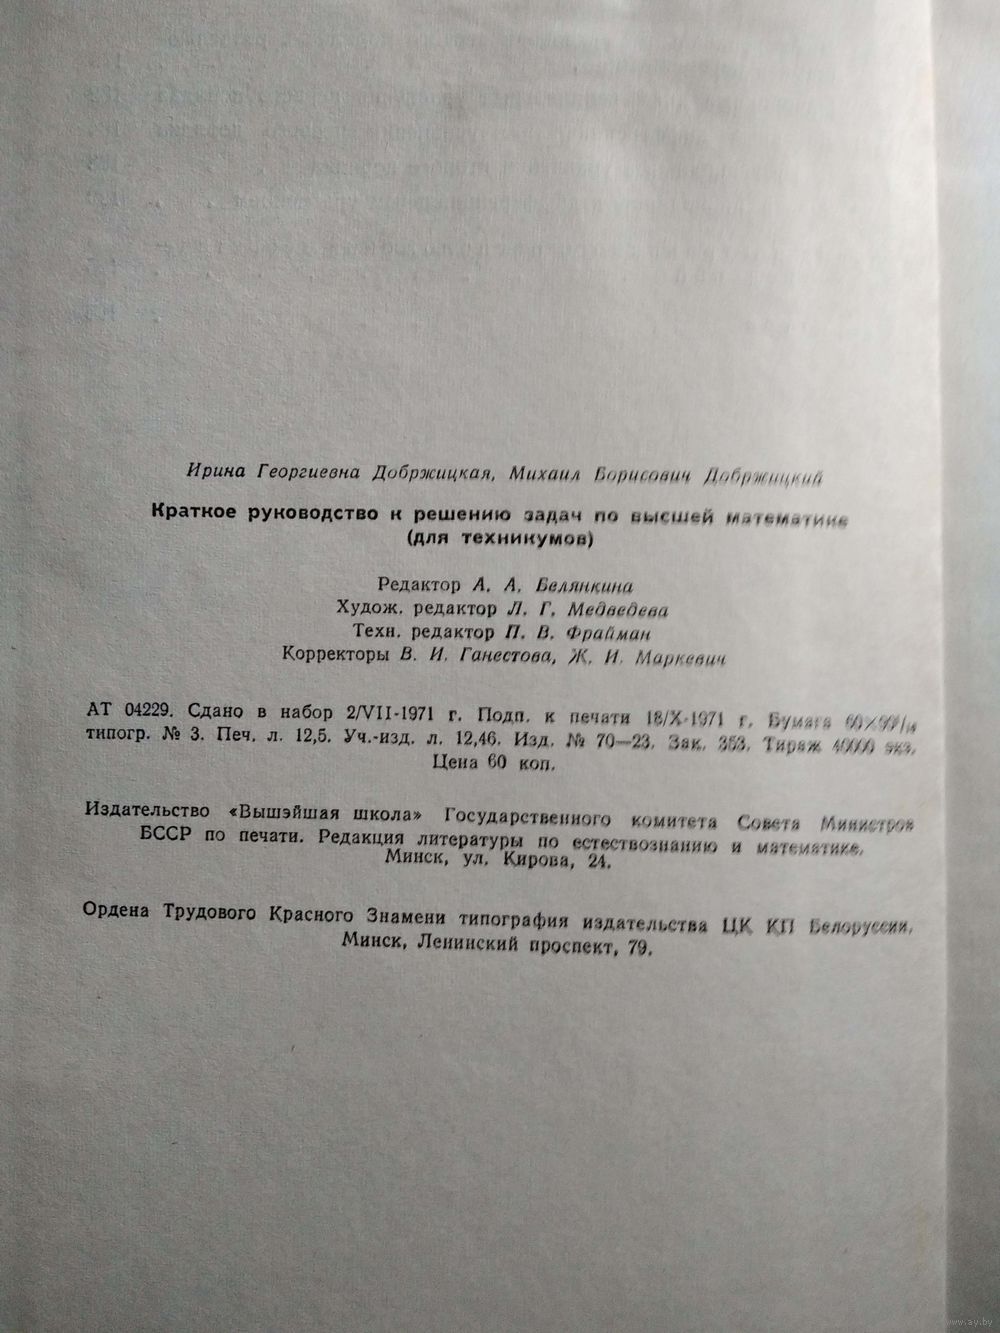 Ирина Георгиевна Добржицкая, Михаил Борисович Добржицкий
Краткое руководство к решению задач по высшей математике
(для техникумов)
Редактор А. А. Белянкина
Худож. редактор Л. Г. Медведева
Техн. редактор П. В. Фрайман
Корректоры В. И. Ганестова, Ж. И. Маркевич
АТ 04229. Сдано в набор 2/VII-1971 г. Подп. к печати 18/X-1971 г. Бумага
типогр. № 3. Печ. л. 12,5. Уч.-изд. л. 12,46. Изд. № 70—23. Зак. 353. Тираж экз.
Цена 60 коп.
Издательство «Вышэйшая школа» Государственного комитета Совета Министров
БССР по печати. Редакция литературы по естествознанию и математике.
Минск, ул. Кирова, 24.
Ордена Трудового Красного Знамени типография издательства ЦК КП Белоруссии.
Минск, Ленинский проспект, 79.
www.ay.by